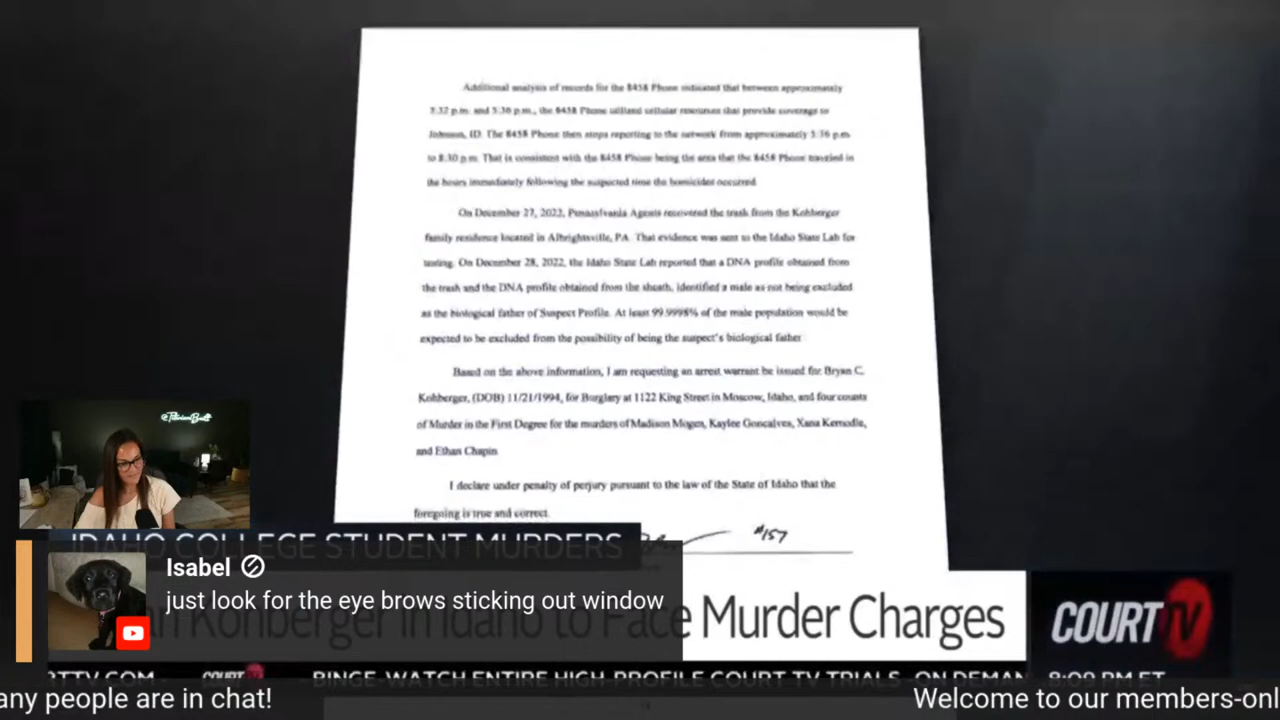 Additional analysis of records for the 8458 Phone indicated that between approximately
5:32 p.m. and 5:36 p.m., the 8458 Phone utilized cellular resources that provide coverage to
Johnson, ID. The 8458 Phone then stops reporting to the network from approximately 5:36 p.m.
to 8:30 p.m. That is consistent with the 8458 Phone being the area that the 8458 Phone traveled in
the hours immediately following the suspected time the homicides occurred.
On December 27, 2022, Pennsylvania Agents recovered the trash from the Kohberger
family residence located in Albrightsville, PA. That evidence was sent to the Idaho State Lab for
testing. On December 28, 2022, the Idaho State Lab reported that a DNA profile obtained from
the trash and the DNA profile obtained from the sheath, identified a male as not being excluded
as the biological father of Suspect Profile. At least 99.9998% of the male population would be
expected to be excluded from the possibility of being the suspect's biological father
Based on the above information, I am requesting an arrest warrant be issued for Bryan C.
Kohberger, (DOB) 11/21/1994, for Burglary at 1122 King Street in Moscow, Idaho, and four counts
of Murder in the First Degree for the murders of Madison Mogen, Kaylee Goncalves, Xana Kernodle,
and Ethan Chapin.
I declare under penalty of perjury pursuant to the law of the State of Idaho that the
foregoing is true and correct.
#157
IDAHO COLLEGE STUDENT MURDERS
Isabel
just look for the eye brows sticking out window
Kohberger in Idaho to Face Murder Charges
COURT TV
COURT BINGE-WATCH ENTIRE HIGH-PROFILE COURT TV TRIALS, ON DEMAN
8:09 PM ET
any people are in chat!
Welcome to our members-onl